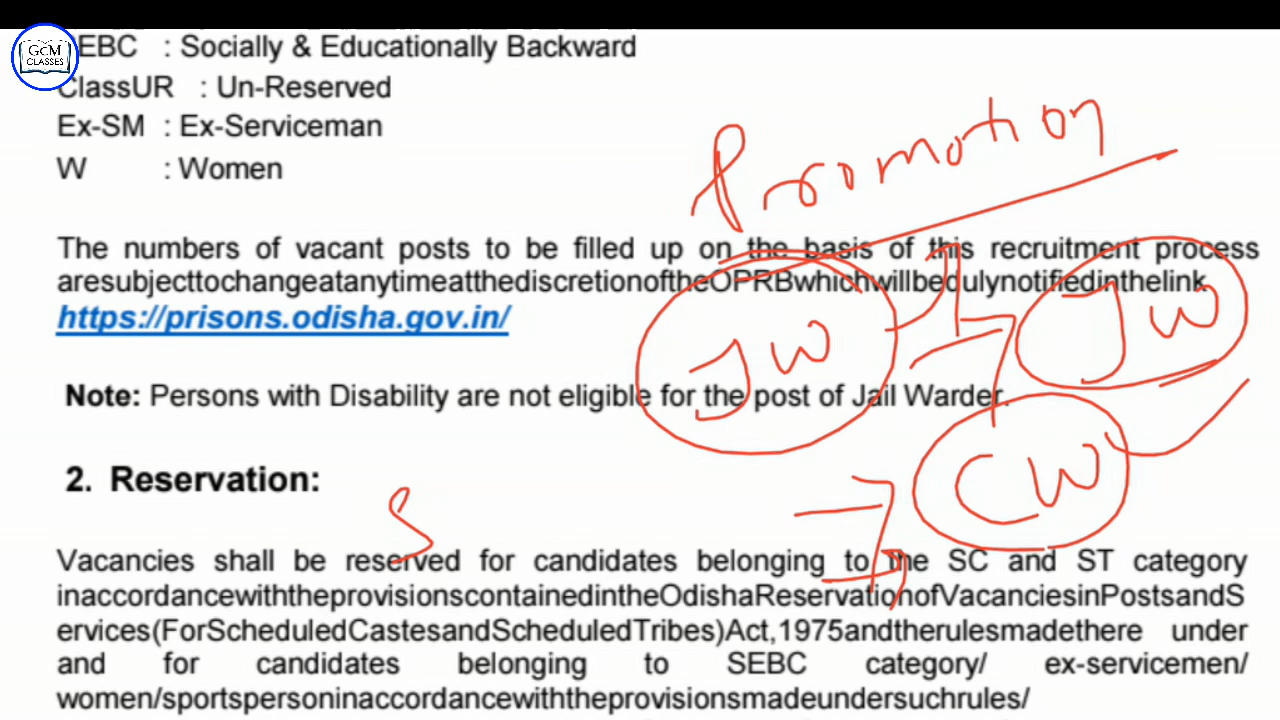 GCM
CLASSES
EBC : Socially & Educationally Backward
ClassUR : Un-Reserved
Ex-SM : Ex-Serviceman
W : Women
Promotion
The numbers of vacant posts to be filled up on the basis of this recruitment process
aresubjecttochangeatanytimeatthediscretionoftheOPRBwhichwillbedulynotifiedinthelink.
https://prisons.odisha.gov.in/
JW
JW
Note: Persons with Disability are not eligible for the post of Jail Warder.
CW
2. Reservation:
S
Vacancies shall be reserved for candidates belonging to the SC and ST category
inaccordancewiththeprovisionscontainedintheOdishaReservationofVacanciesinPostsandS
ervices(ForScheduledCastesandScheduledTribes)Act,1975andtherulesmadethere under
and for candidates belonging to SEBC category/ ex-servicemen/
women/sportspersoninaccordancewiththeprovisionsmadeundersuchrules/